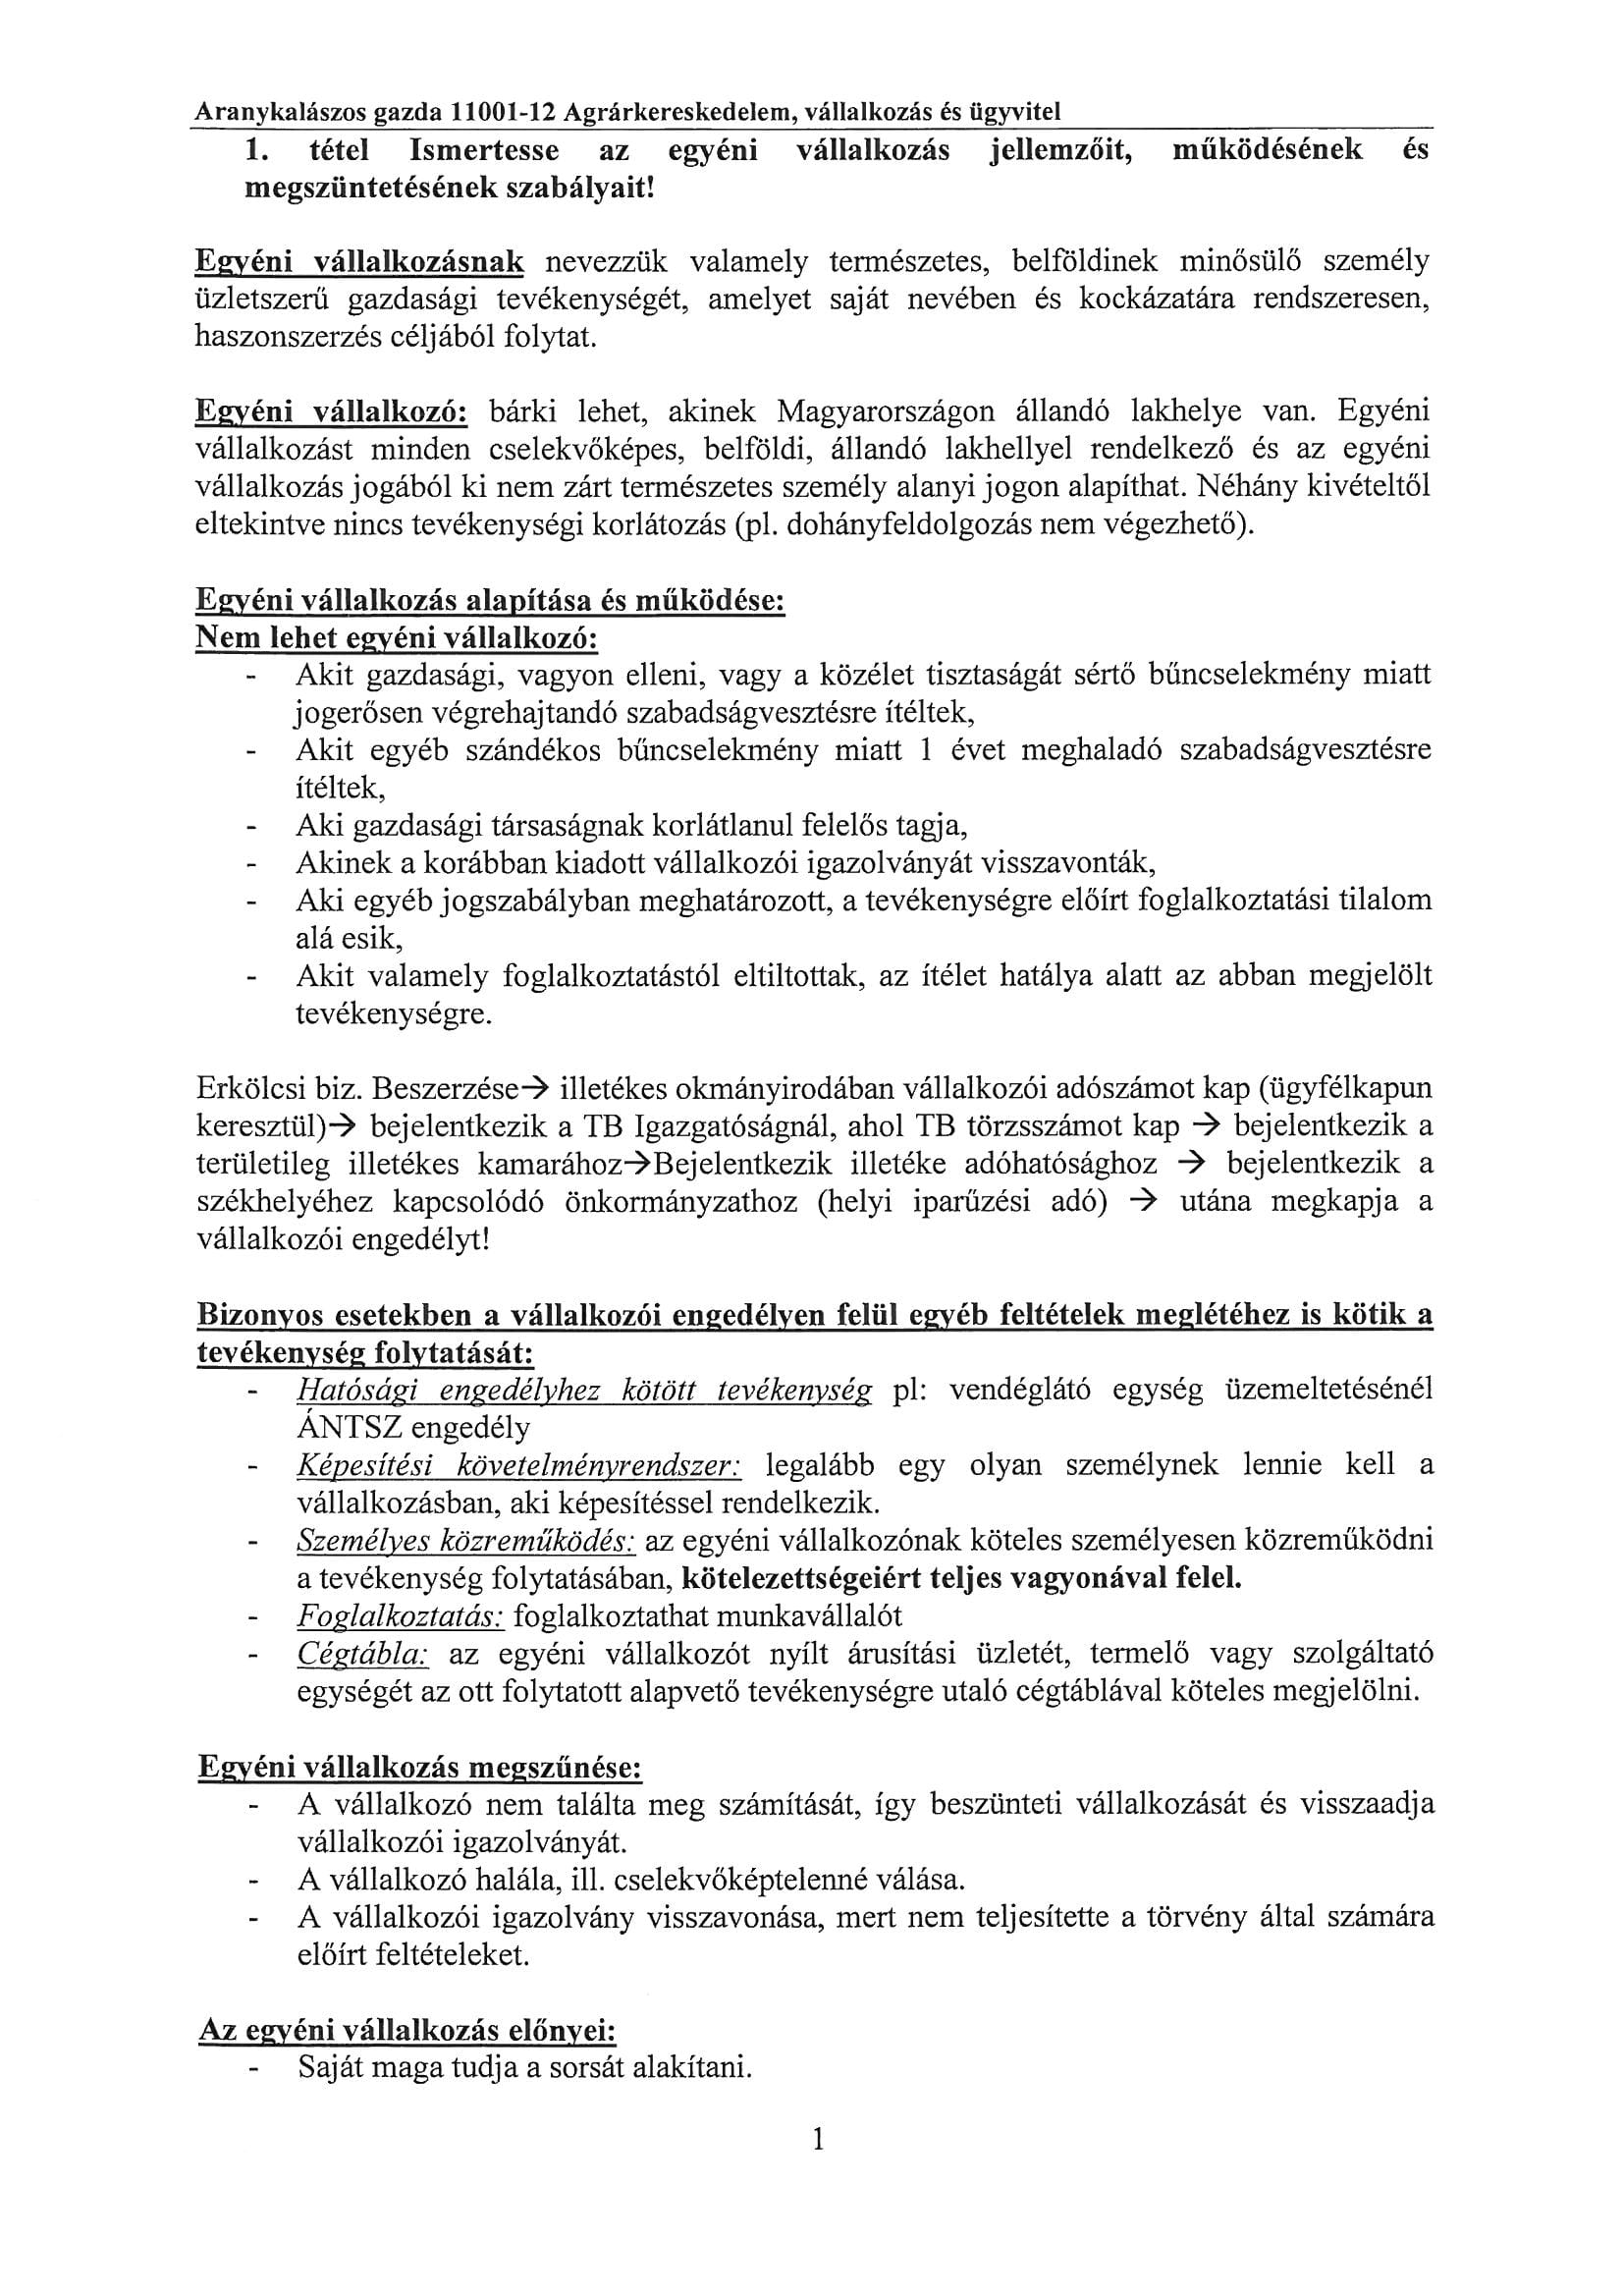 Aranykalászos gazda 11001-12 Agrárkereskedelem, vállalkozás és ügyvitel
1. tétel Ismertesse az egyéni vállalkozás jellemzőit, működésének és
megszüntetésének szabályait!
Egyéni vállalkozásnak nevezzük valamely természetes, belföldinek minősülő személy
üzletszerű gazdasági tevékenységét, amelyet saját nevében és kockázatára rendszeresen,
haszonszerzés céljából folytat.
Egyéni vállalkozó: bárki lehet, akinek Magyarországon állandó lakhelye van. Egyéni
vállalkozást minden cselekvőképes, belföldi, állandó lakhellyel rendelkező és az egyéni
vállalkozás jogából ki nem zárt természetes személy alanyi jogon alapíthat. Néhány kivételtől
eltekintve nincs tevékenységi korlátozás (pl. dohányfeldolgozás nem végezhető).
Egyéni vállalkozás alapítása és működése:
Nem lehet egyéni vállalkozó:
- Akit gazdasági, vagyon elleni, vagy a közélet tisztaságát sértő bűncselekmény miatt
jogerősen végrehajtandó szabadságvesztésre ítéltek,
- Akit egyéb szándékos bűncselekmény miatt 1 évet meghaladó szabadságvesztésre
ítéltek,
- Aki gazdasági társaságnak korlátlanul felelős tagja,
- Akinek a korábban kiadott vállalkozói igazolványát visszavonták,
- Aki egyéb jogszabályban meghatározott, a tevékenységre előírt foglalkoztatási tilalom
alá esik,
- Akit valamely foglalkoztatástól eltiltottak, az ítélet hatálya alatt az abban megjelölt
tevékenységre.
Erkölcsi biz. Beszerzése→ illetékes okmányirodában vállalkozói adószámot kap (ügyfélkapun
keresztül)→ bejelentkezik a TB Igazgatóságnál, ahol TB törzsszámot kap → bejelentkezik a
területileg illetékes kamarához→Bejelentkezik illetéke adóhatósághoz → bejelentkezik a
székhelyéhez kapcsolódó önkormányzathoz (helyi iparűzési adó) → utána megkapja a
vállalkozói engedélyt!
Bizonyos esetekben a vállalkozói engedélyen felül egyéb feltételek meglétéhez is kötik a
tevékenység folytatását:
- Hatósági engedélyhez kötött tevékenység pl: vendéglátó egység üzemeltetésénél
ÁNTSZ engedély
- Képesítési követelményrendszer: legalább egy olyan személynek lennie kell a
vállalkozásban, aki képesítéssel rendelkezik.
- Személyes közreműködés: az egyéni vállalkozónak köteles személyesen közreműködni
a tevékenység folytatásában, kötelezettségeiért teljes vagyonával felel.
- Foglalkoztatás: foglalkoztathat munkavállalót
- Cégtábla: az egyéni vállalkozót nyílt árusítási üzletét, termelő vagy szolgáltató
egységét az ott folytatott alapvető tevékenységre utaló cégtáblával köteles megjelölni.
Egyéni vállalkozás megszűnése:
- A vállalkozó nem találta meg számítását, így beszünteti vállalkozását és visszaadja
vállalkozói igazolványát.
- A vállalkozó halála, ill. cselekvőképtelenné válása.
- A vállalkozói igazolvány visszavonása, mert nem teljesítette a törvény által számára
előírt feltételeket.
Az egyéni vállalkozás előnyei:
- Saját maga tudja a sorsát alakítani.
1